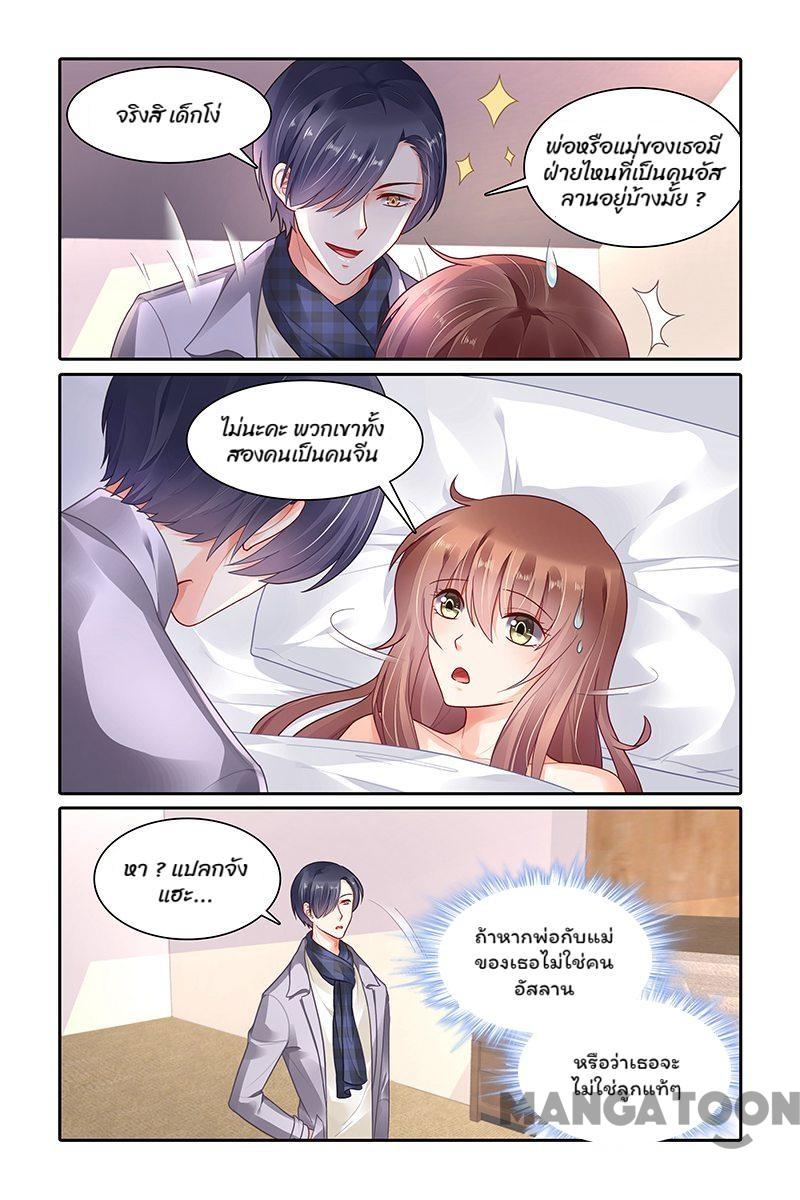 จริงสิ เด็กโง่
พ่อหรือแม่ของเธอมี
ฝ่ายไหนที่เป็นคนอัส
ลานอยู่บ้างมั้ย ?
ไม่นะคะ พวกเขาทั้ง
สองคนเป็นคนจีน
หา ? แปลกจัง
แฮะ...
ถ้าหากพ่อกับแม่
ของเธอไม่ใช่คน
อัสลาน
หรือว่าเธอจะ
ไม่ใช่ลูกแท้ๆ
MANGATOON